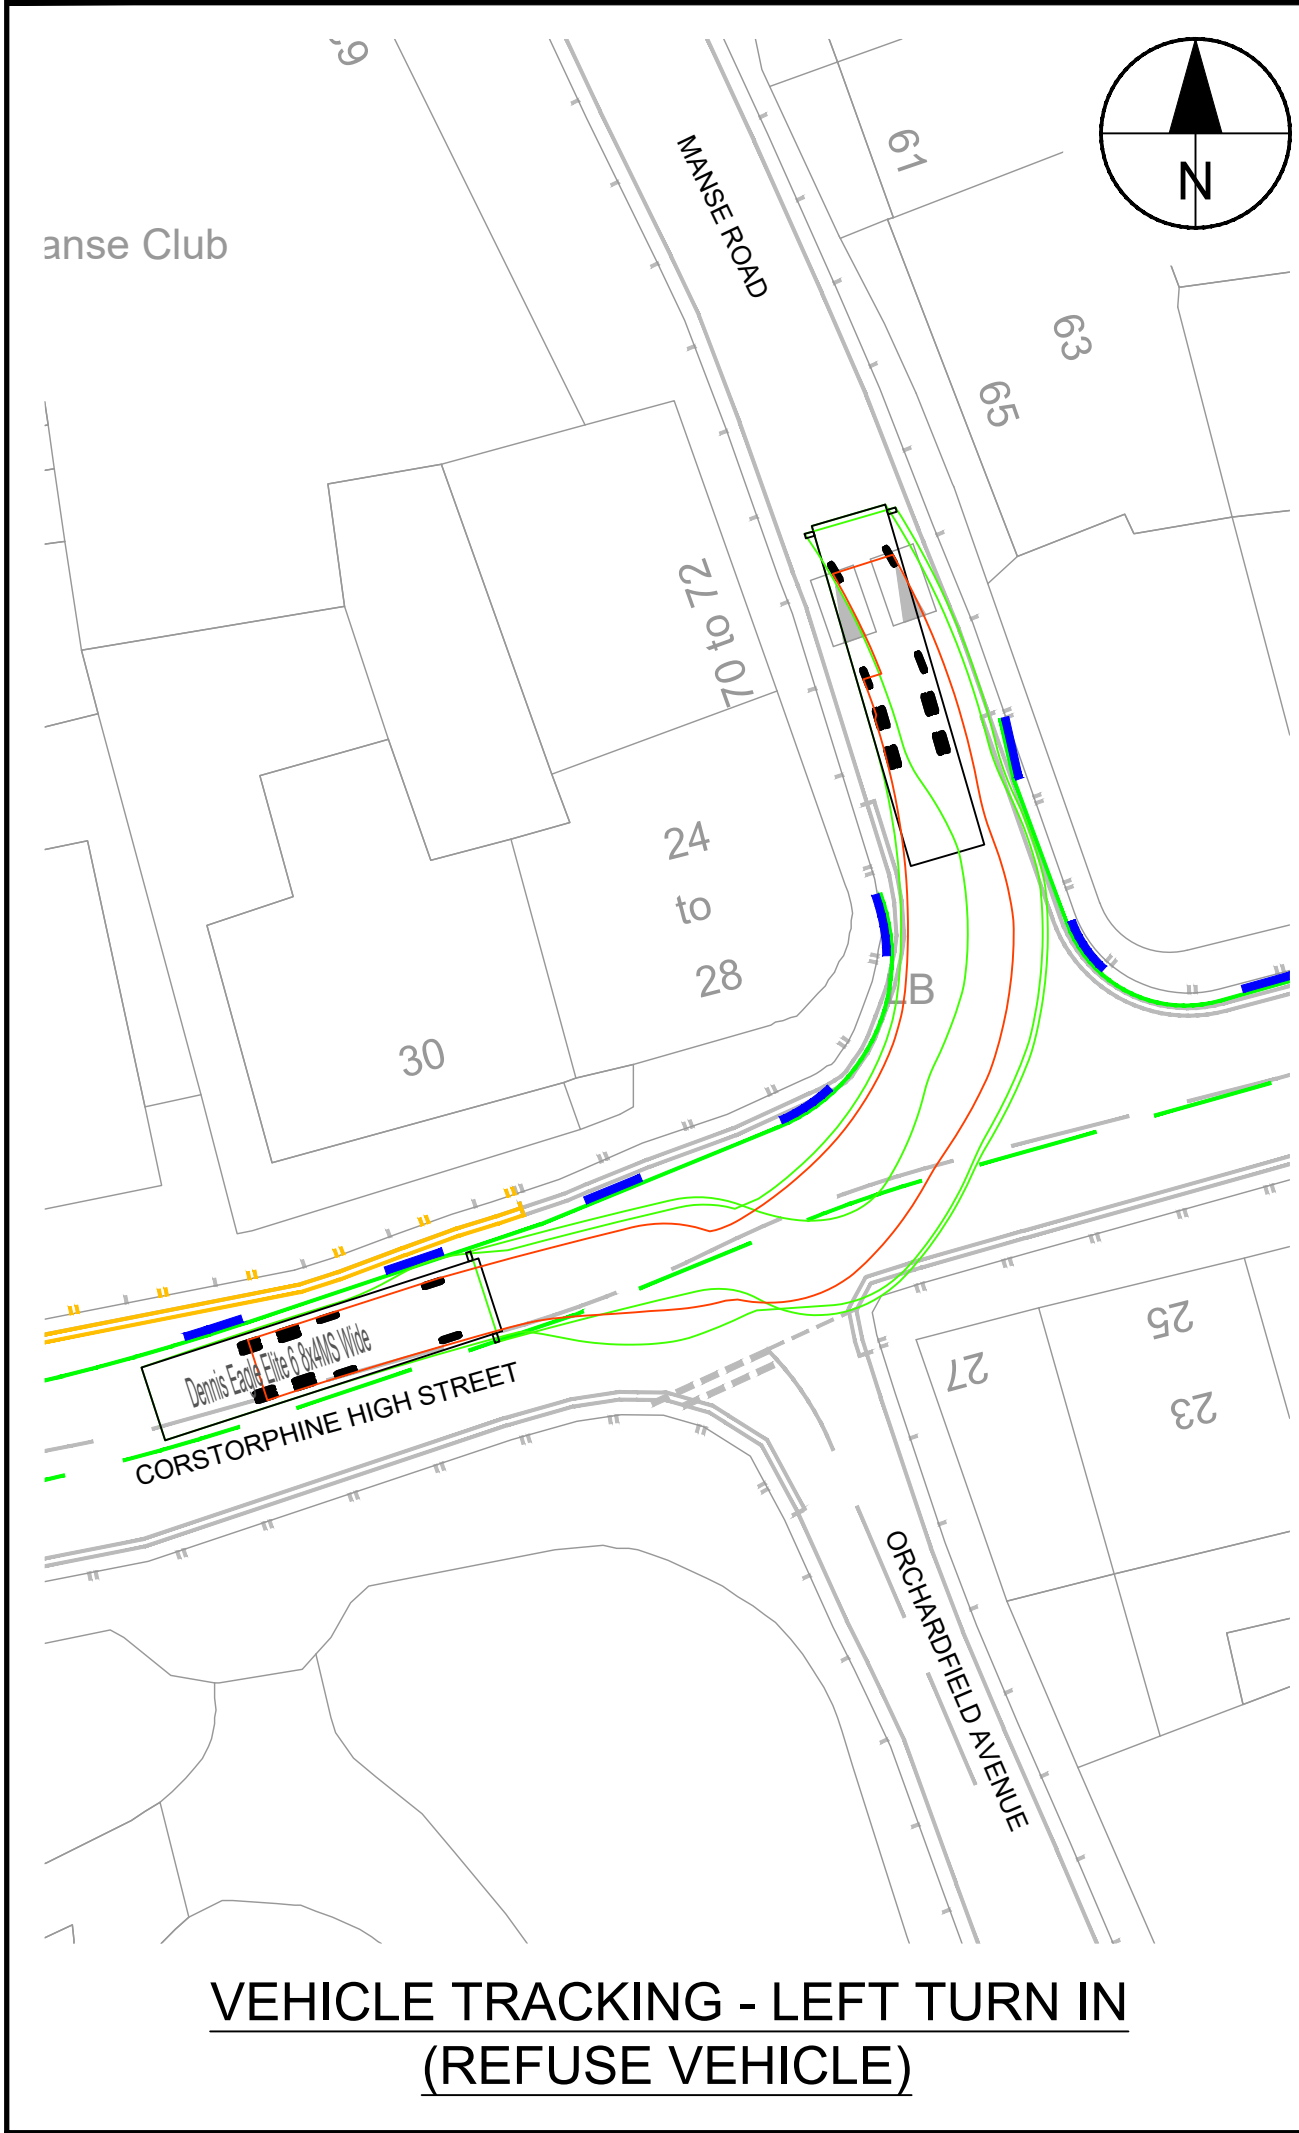 69
N
61
MANSE ROAD
anse Club
63
65
70 to 72
24
to
28
LB
30
25
27
23
Dennis Eagle Elite 6 8x4MS Wide
CORSTORPHINE HIGH STREET
ORCHARDFIELD AVENUE
VEHICLE TRACKING - LEFT TURN IN
(REFUSE VEHICLE)